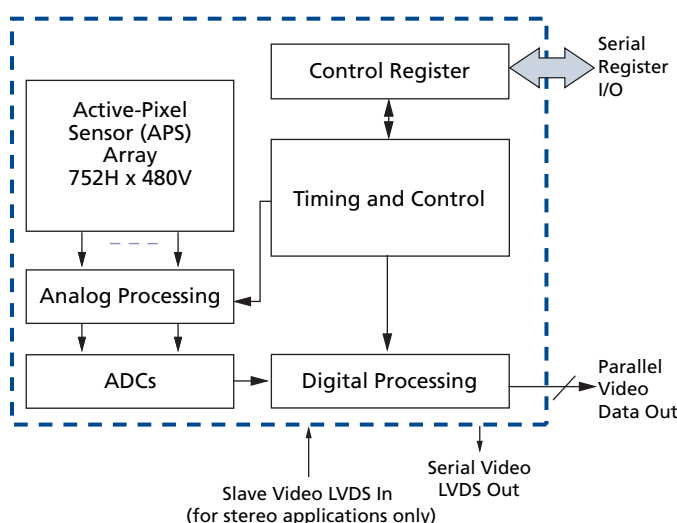 Active-Pixel
Sensor (APS)
Array
752H x 480V
Control Register
Serial
Register
I/O
Timing and Control
Analog Processing
ADCs
Digital Processing
Parallel
Video
Data Out
Slave Video LVDS In
(for stereo applications only)
Serial Video
LVDS Out